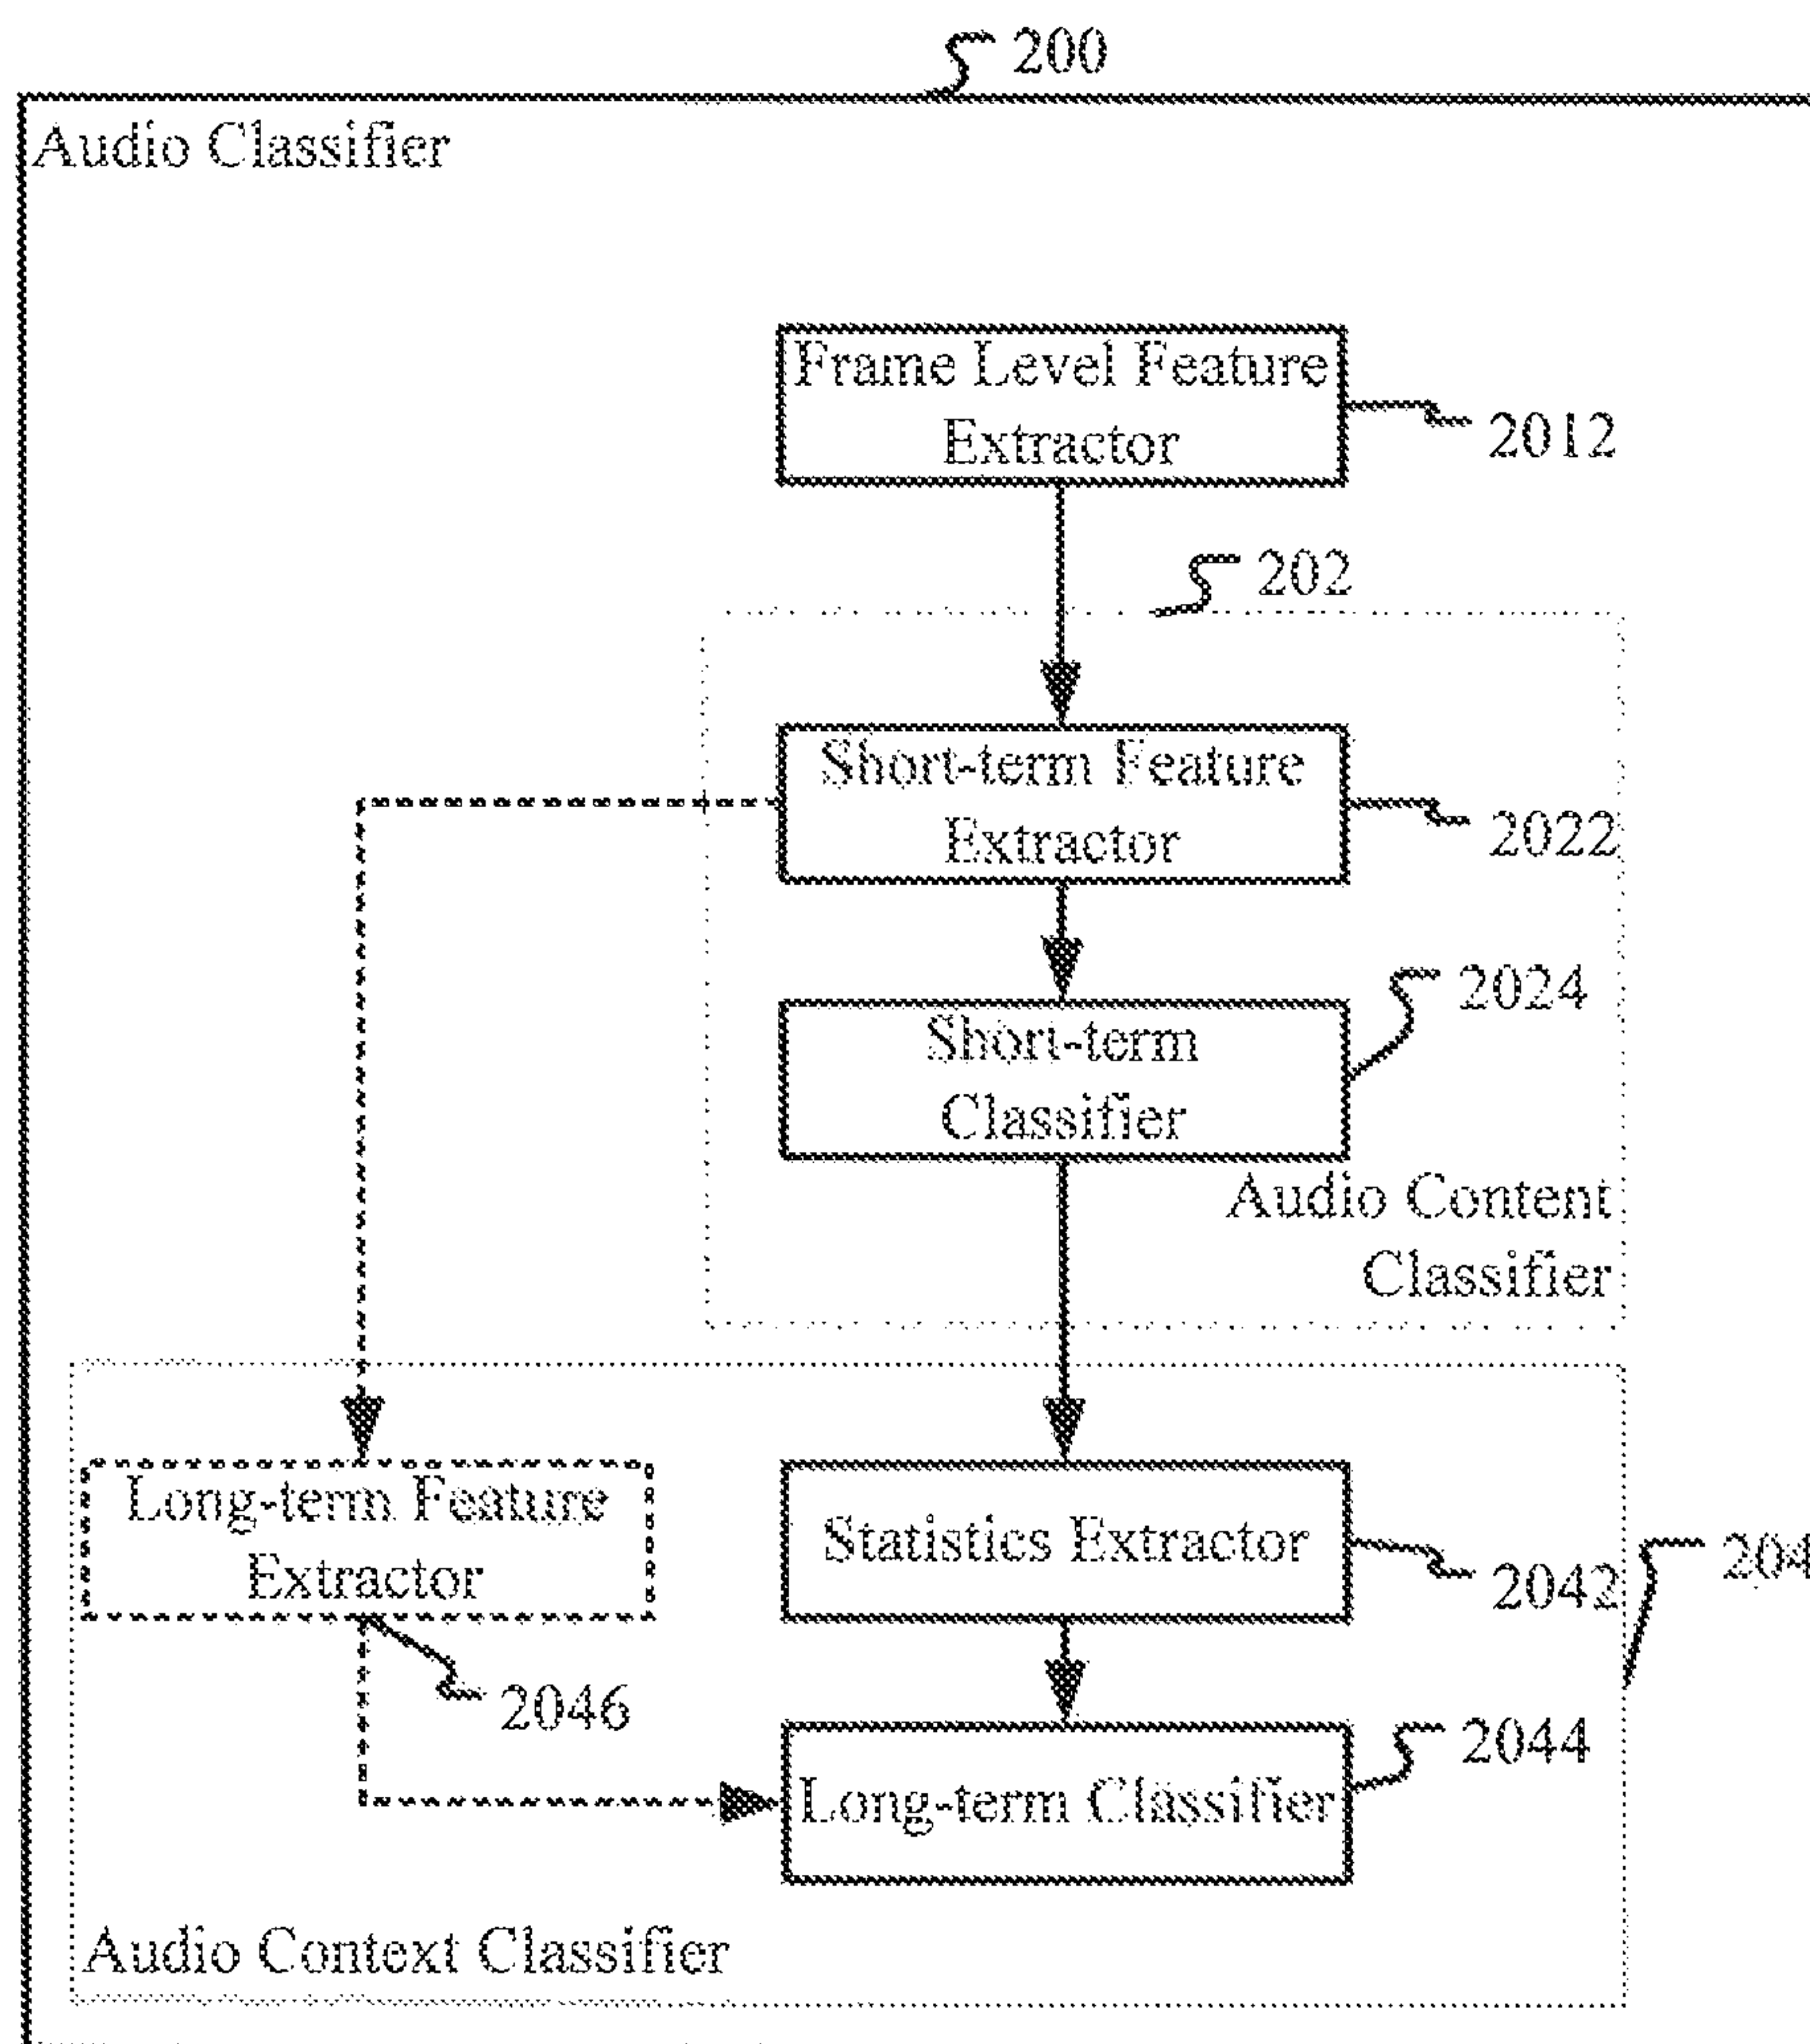 200
Audio Classifier
Frame Level Feature
Extractor
2012
202
Short-term Feature
Extractor
2022
2024
Short-term
Classifier
Audio Content
Classifier
Long-term Feature
Extractor
Statistics Extractor
2042
204
2046
2044
Long-term Classifier
Audio Context Classifier